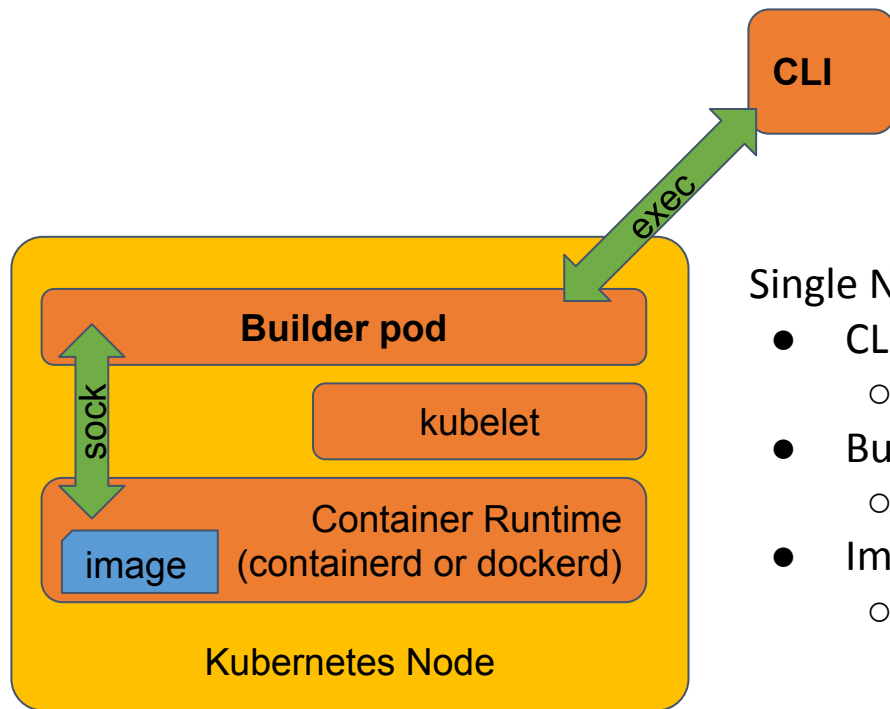 CLI
exec
Builder pod
sock
kubelet
Container Runtime
(containerd or dockerd)
image
Kubernetes Node
Single N
● CL
○
● Bu
○
● Im
○